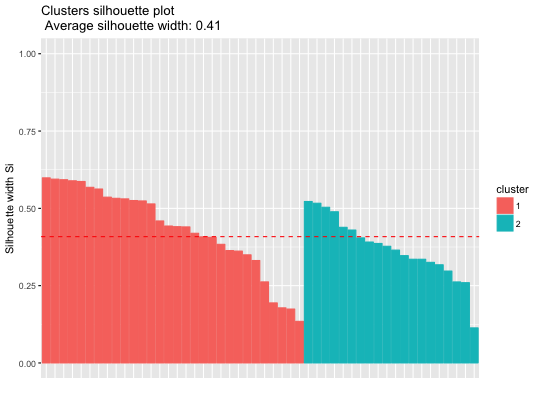 Clusters silhouette plot
Average silhouette width: 0.41
1.00
0.75
0.50
0.25
0.00
Silhouette width Si
cluster
1
2